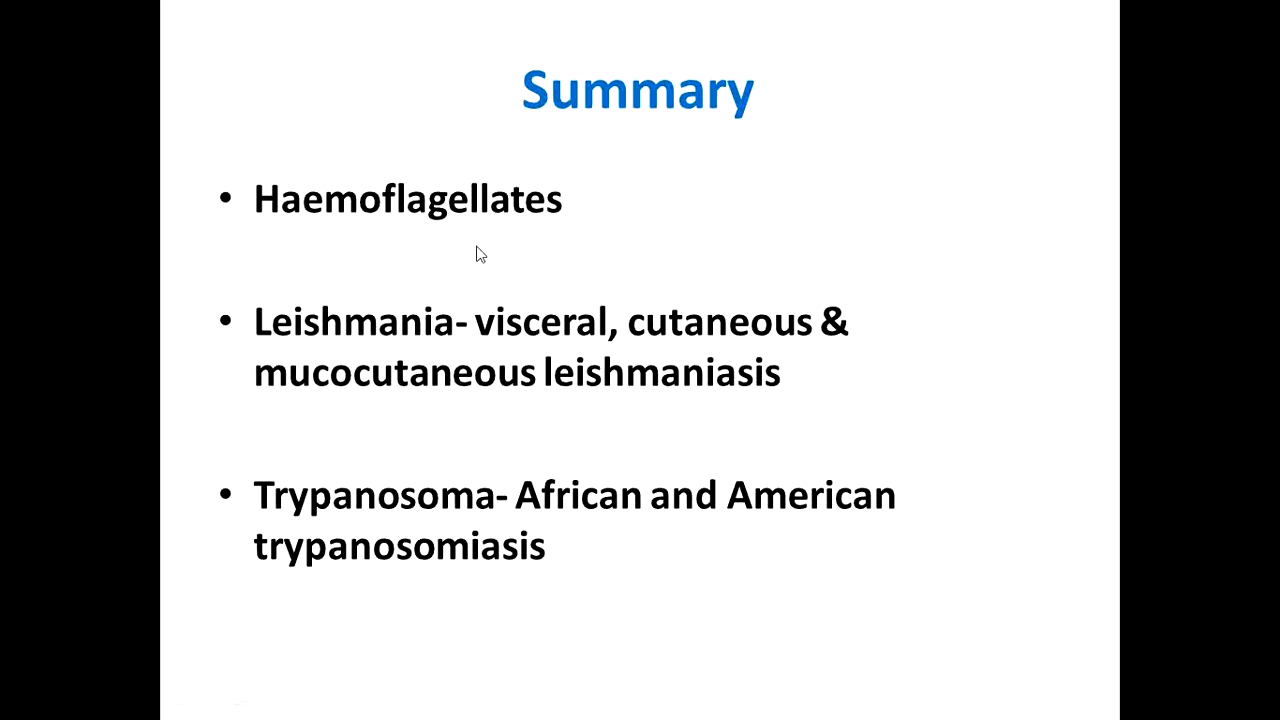 Summary
• Haemoflagellates
• Leishmania- visceral, cutaneous &
mucocutaneous leishmaniasis
• Trypanosoma- African and American
trypanosomiasis